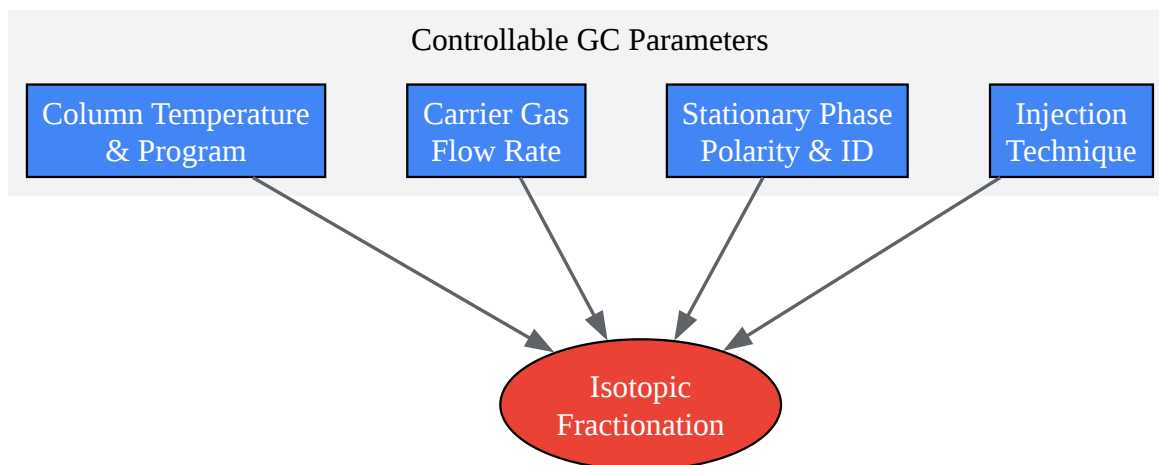 Controllable GC Parameters
Column Temperature
& Program
Carrier Gas
Flow Rate
Stationary Phase
Polarity & ID
Injection
Technique
Isotopic
Fractionation